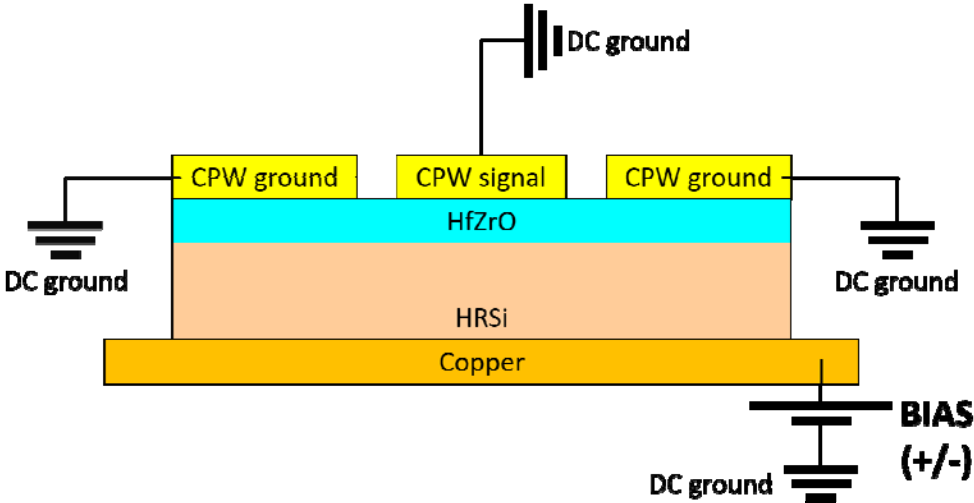 DC ground
CPW ground
CPW signal
CPW ground
HfZrO
DC ground
DC ground
HRSi
Copper
BIAS
(+/-)
DC ground